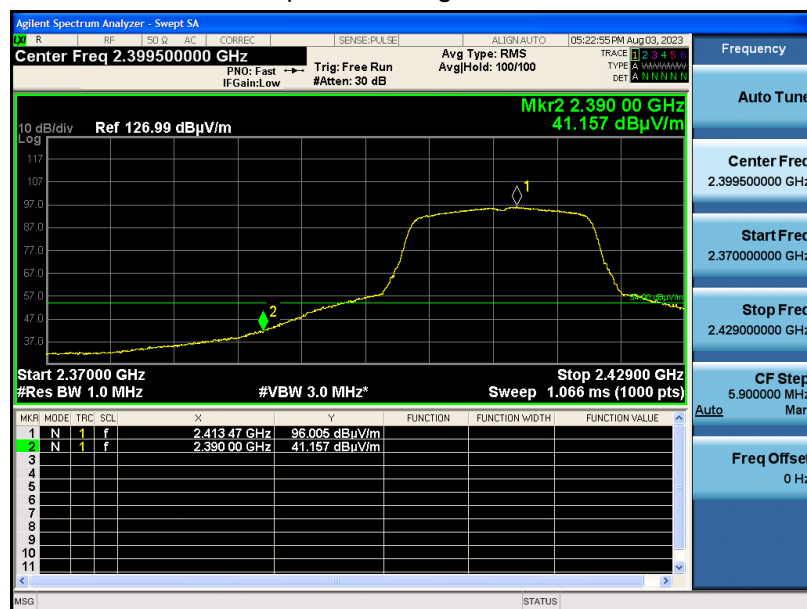 Agilent Spectrum Analyzer - Swept SA
LXI R RF 50 Ω AC CORREC SENSE:PULSE ALIGN AUTO 05:22:55 PM Aug 03, 2023
Center Freq 2.399500000 GHz
PNO: Fast
IFGain:Low
Trig: Free Run
#Atten: 30 dB
Avg Type: RMS
Avg|Hold: 100/100
TRACE 1 2 3 4 5 6
TYPE A
DET A N N N N N
Mkr2 2.390 00 GHz
41.157 dBµV/m
10 dB/div Ref 126.99 dBµV/m
Log
117
107
97.0
87.0
77.0
67.0
57.0
47.0
37.0
1
2
54.00 dBµV/m
Start 2.37000 GHz Stop 2.42900 GHz
#Res BW 1.0 MHz #VBW 3.0 MHz* Sweep 1.066 ms (1000 pts)
MKR MODE TRC SCL X Y FUNCTION FUNCTION WIDTH FUNCTION VALUE
1 N 1 f 2.413 47 GHz 96.005 dBµV/m
2 N 1 f 2.390 00 GHz 41.157 dBµV/m
3
4
5
6
7
8
9
10
11
MSG STATUS
Frequency
Auto Tune
Center Freq
2.399500000 GHz
Start Freq
2.370000000 GHz
Stop Freq
2.429000000 GHz
CF Step
5.900000 MHz
Auto Man
Freq Offset
0 Hz